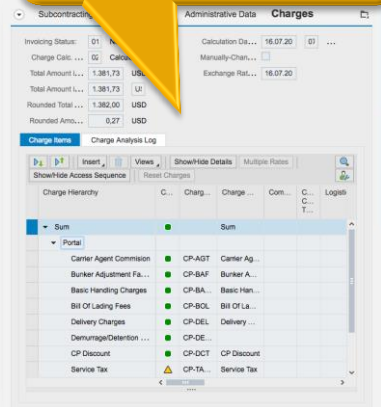 Subcontracting Administrative Data Charges
Invoicing Status: 01 Calculation Da... 16.07.20 ...
Charge Calc. ... 02 Calcu Manually-Chan...
Total Amount i... 1.381,73 USD Exchange Rat... 16.07.20
Total Amount i... 1.381,73 US
Rounded Total ... 1.382,00 USD
Rounded Amo... 0,27 USD
Charge Items Charge Analysis Log
Insert Views Show/Hide Details Multiple Rates
Show/Hide Access Sequence Reset Charges
Charge Hierarchy C... Charg... Charge ... Com... C... C... T... Logisti
Sum Sum
Portal
Carrier Agent Commision CP-AGT Carrier Ag...
Bunker Adjustment Fa... CP-BAF Bunker A...
Basic Handling Charges CP-BA... Basic Han...
Bill Of Lading Fees CP-BOL Bill Of La...
Delivery Charges CP-DEL Delivery ...
Demurrage/Detention ... CP-DE...
CP Discount CP-DCT CP Discount
Service Tax CP-TA... Service Tax